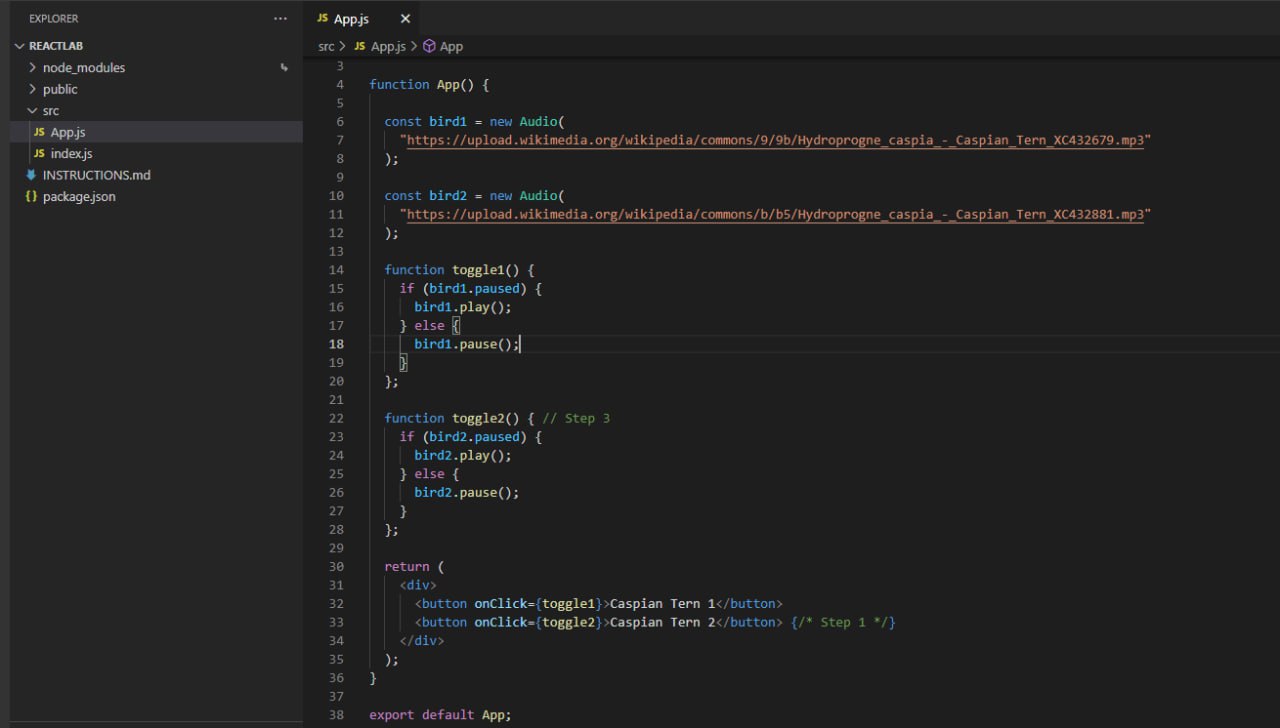 EXPLORER ...
REACTLAB
node_modules
public
src
JS App.js
JS index.js
INSTRUCTIONS.md
{} package.json
JS App.js ×
src > JS App.js > App
3
4 function App() {
5
6 const bird1 = new Audio(
7 "https://upload.wikimedia.org/wikipedia/commons/9/9b/Hydroprogne_caspia_-_Caspian_Tern_XC432679.mp3"
8 );
9
10 const bird2 = new Audio(
11 "https://upload.wikimedia.org/wikipedia/commons/b/b5/Hydroprogne_caspia_-_Caspian_Tern_XC432881.mp3"
12 );
13
14 function toggle1() {
15 if (bird1.paused) {
16 bird1.play();
17 } else {
18 bird1.pause();
19 }
20 };
21
22 function toggle2() { // Step 3
23 if (bird2.paused) {
24 bird2.play();
25 } else {
26 bird2.pause();
27 }
28 };
29
30 return (
31 <div>
32 <button onClick={toggle1}>Caspian Tern 1</button>
33 <button onClick={toggle2}>Caspian Tern 2</button> {/* Step 1 */}
34 </div>
35 );
36 }
37
38 export default App;